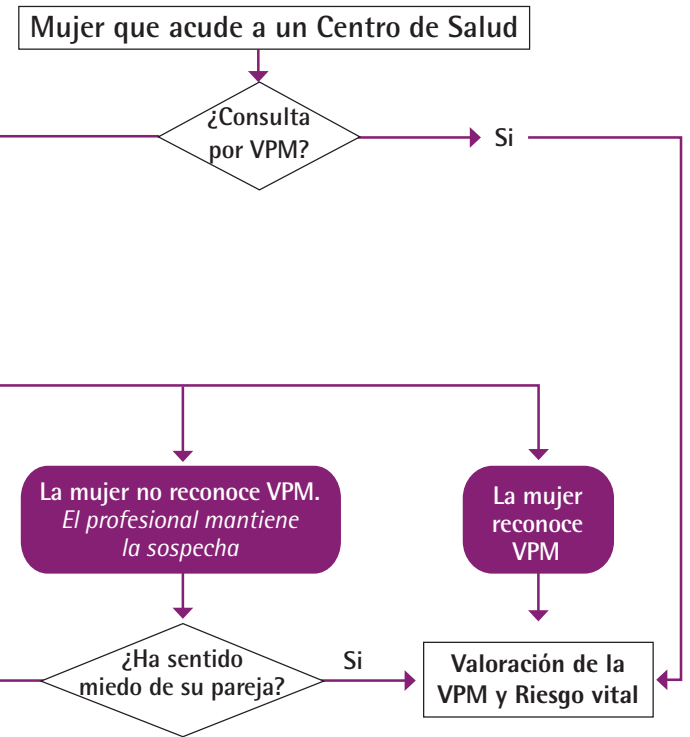 Mujer que acude a un Centro de Salud
¿Consulta
por VPM?
Si
La mujer no reconoce VPM.
El profesional mantiene
la sospecha
La mujer
reconoce
VPM
¿Ha sentido
miedo de su pareja?
Si
Valoración de la
VPM y Riesgo vital